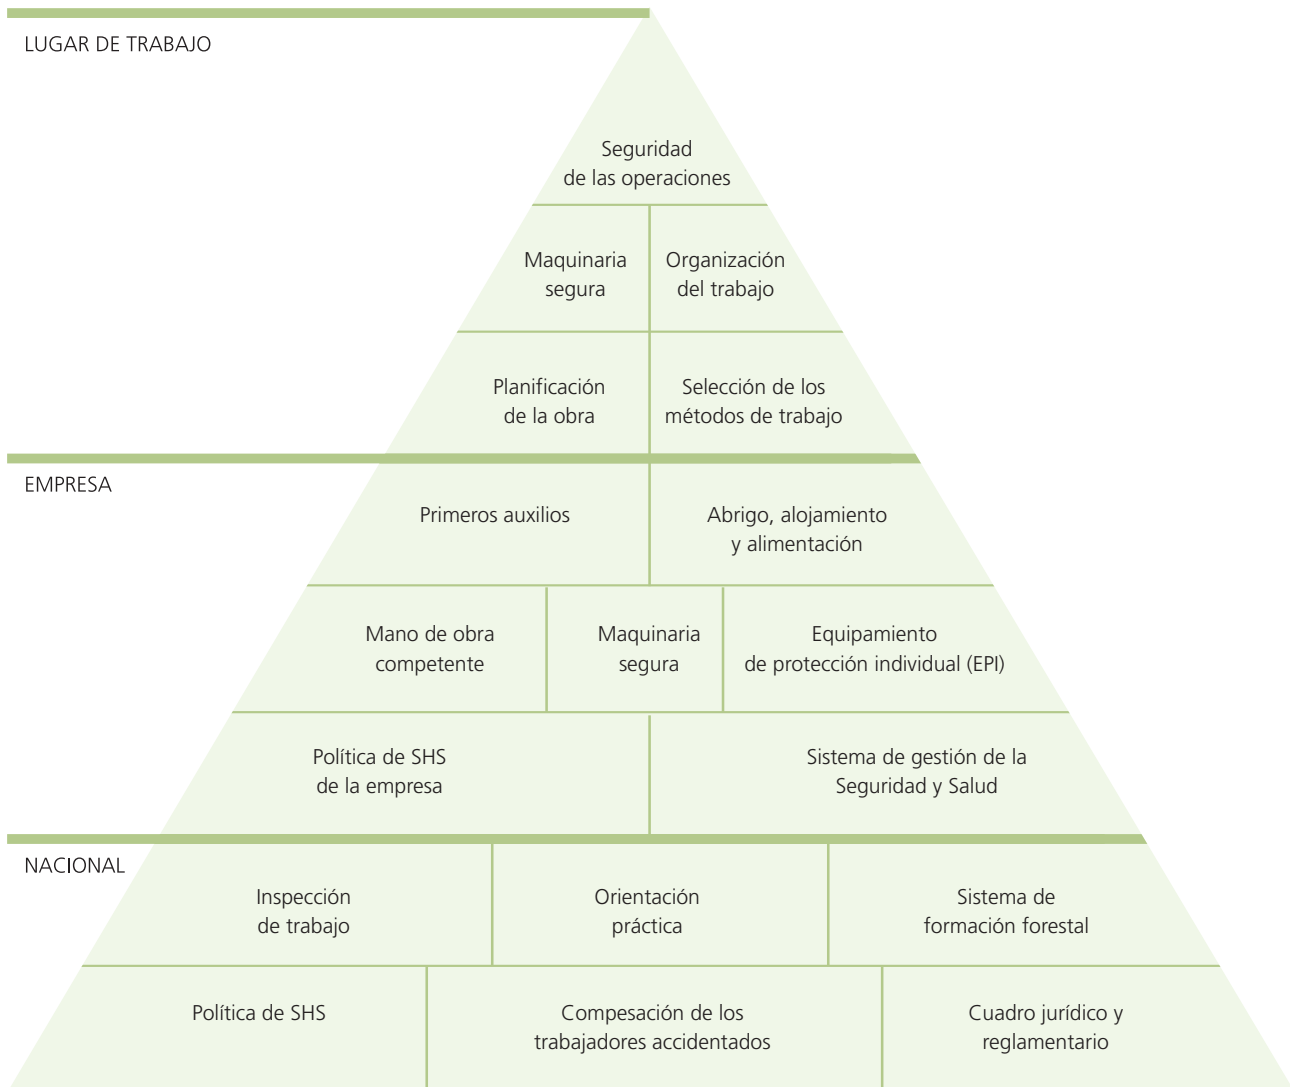 LUGAR DE TRABAJO
Seguridad
de las operaciones
Maquinaria
segura
Organización
del trabajo
Planificación
de la obra
Selección de los
métodos de trabajo
EMPRESA
Primeros auxilios
Abrigo, alojamiento
y alimentación
Mano de obra
competente
Maquinaria
segura
Equipamiento
de protección individual (EPI)
Política de SHS
de la empresa
Sistema de gestión de la
Seguridad y Salud
NACIONAL
Inspección
de trabajo
Orientación
práctica
Sistema de
formación forestal
Política de SHS
Compesación de los
trabajadores accidentados
Cuadro jurídico y
reglamentario